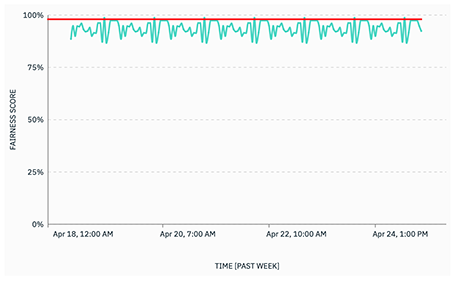 100%
75%
50%
25%
0%
FAIRNESS SCORE
Apr 18, 12:00 AM
Apr 20, 7:00 AM
Apr 22, 10:00 AM
Apr 24, 1:00 PM
TIME [PAST WEEK]